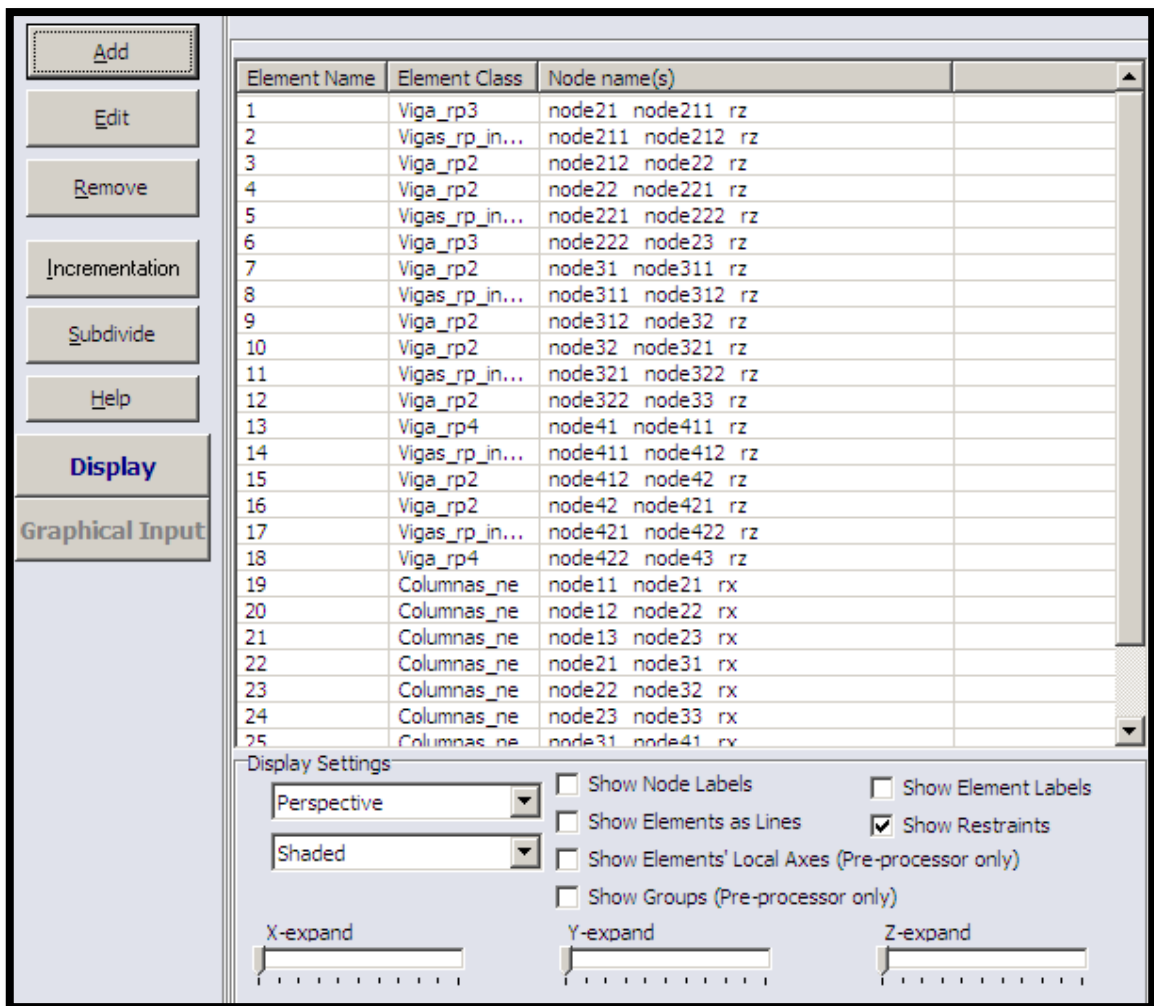 Add
Edit
Remove
Incrementation
Subdivide
Help
Display
Graphical Input
Element Name Element Class Node name(s)
1 Viga_rp3 node21 node211 rz
2 Vigas_rp_in... node211 node212 rz
3 Viga_rp2 node212 node22 rz
4 Viga_rp2 node22 node221 rz
5 Vigas_rp_in... node221 node222 rz
6 Viga_rp3 node222 node23 rz
7 Viga_rp2 node31 node311 rz
8 Vigas_rp_in... node311 node312 rz
9 Viga_rp2 node312 node32 rz
10 Viga_rp2 node32 node321 rz
11 Vigas_rp_in... node321 node322 rz
12 Viga_rp2 node322 node33 rz
13 Viga_rp4 node41 node411 rz
14 Vigas_rp_in... node411 node412 rz
15 Viga_rp2 node412 node42 rz
16 Viga_rp2 node42 node421 rz
17 Vigas_rp_in... node421 node422 rz
18 Viga_rp4 node422 node43 rz
19 Columnas_ne node11 node21 rx
20 Columnas_ne node12 node22 rx
21 Columnas_ne node13 node23 rx
22 Columnas_ne node21 node31 rx
23 Columnas_ne node22 node32 rx
24 Columnas_ne node23 node33 rx
25 Columnas_ne node31 node41 rx
Display Settings
Perspective
Shaded
Show Node Labels
Show Element Labels
Show Elements as Lines
Show Restraints
Show Elements' Local Axes (Pre-processor only)
Show Groups (Pre-processor only)
X-expand Y-expand Z-expand